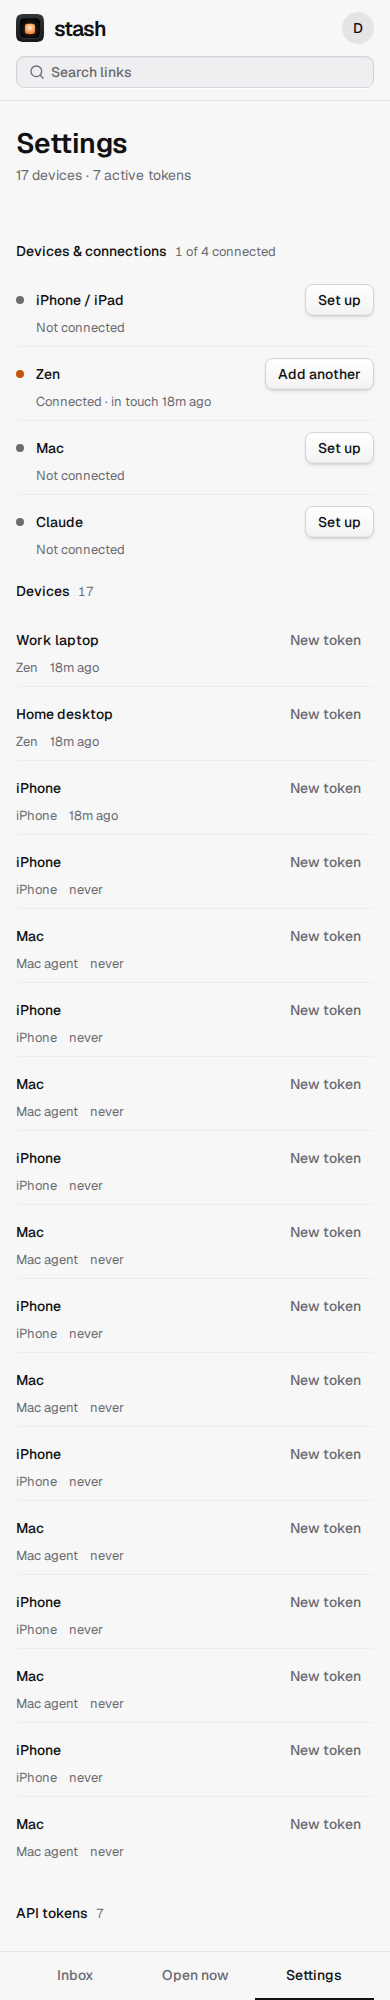 stash
D
Search links
Settings
17 devices · 7 active tokens
Devices & connections 1 of 4 connected
iPhone / iPad Set up
Not connected
Zen Add another
Connected · in touch 18m ago
Mac Set up
Not connected
Claude Set up
Not connected
Devices 17
Work laptop New token
Zen 18m ago
Home desktop New token
Zen 18m ago
iPhone New token
iPhone 18m ago
iPhone New token
iPhone never
Mac New token
Mac agent never
iPhone New token
iPhone never
Mac New token
Mac agent never
iPhone New token
iPhone never
Mac New token
Mac agent never
iPhone New token
iPhone never
Mac New token
Mac agent never
iPhone New token
iPhone never
Mac New token
Mac agent never
iPhone New token
iPhone never
Mac New token
Mac agent never
iPhone New token
iPhone never
Mac New token
Mac agent never
API tokens 7
Inbox Open now Settings